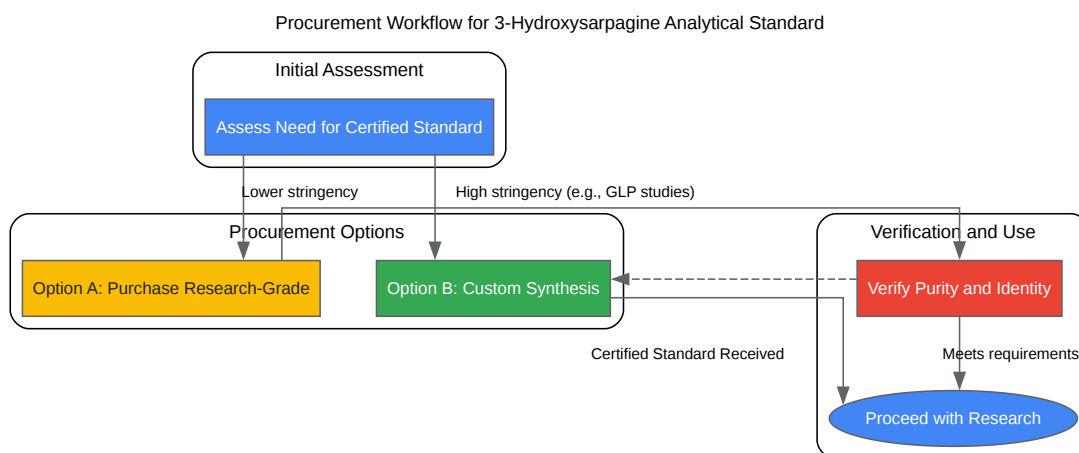 Procurement Workflow for 3-Hydroxysarpagine Analytical Standard
Initial Assessment
Assess Need for Certified Standard
Lower stringency
High stringency (e.g., GLP studies)
Procurement Options
Verification and Use
Option A: Purchase Research-Grade
Option B: Custom Synthesis
Verify Purity and Identity
Certified Standard Received
Meets requirements
Proceed with Research